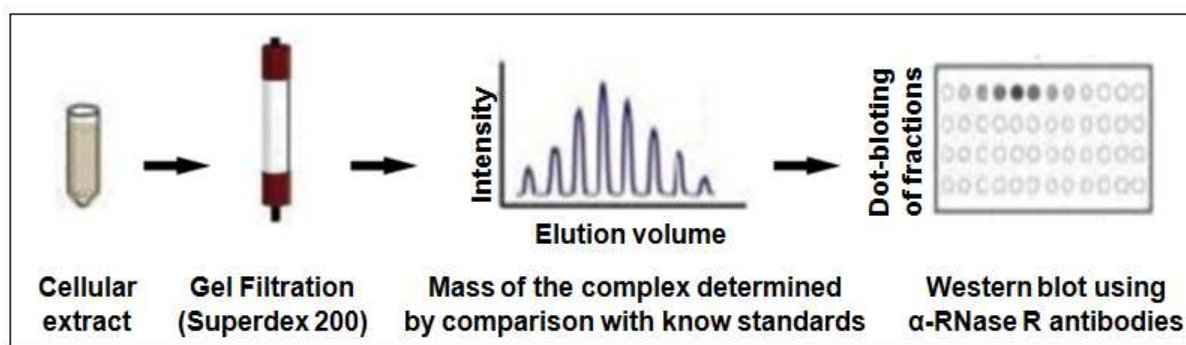 Intensity
Elution volume
Dot-bloting
of fractions
Cellular
extract
Gel Filtration
(Superdex 200)
Mass of the complex determined
by comparison with know standards
Western blot using
α-RNase R antibodies